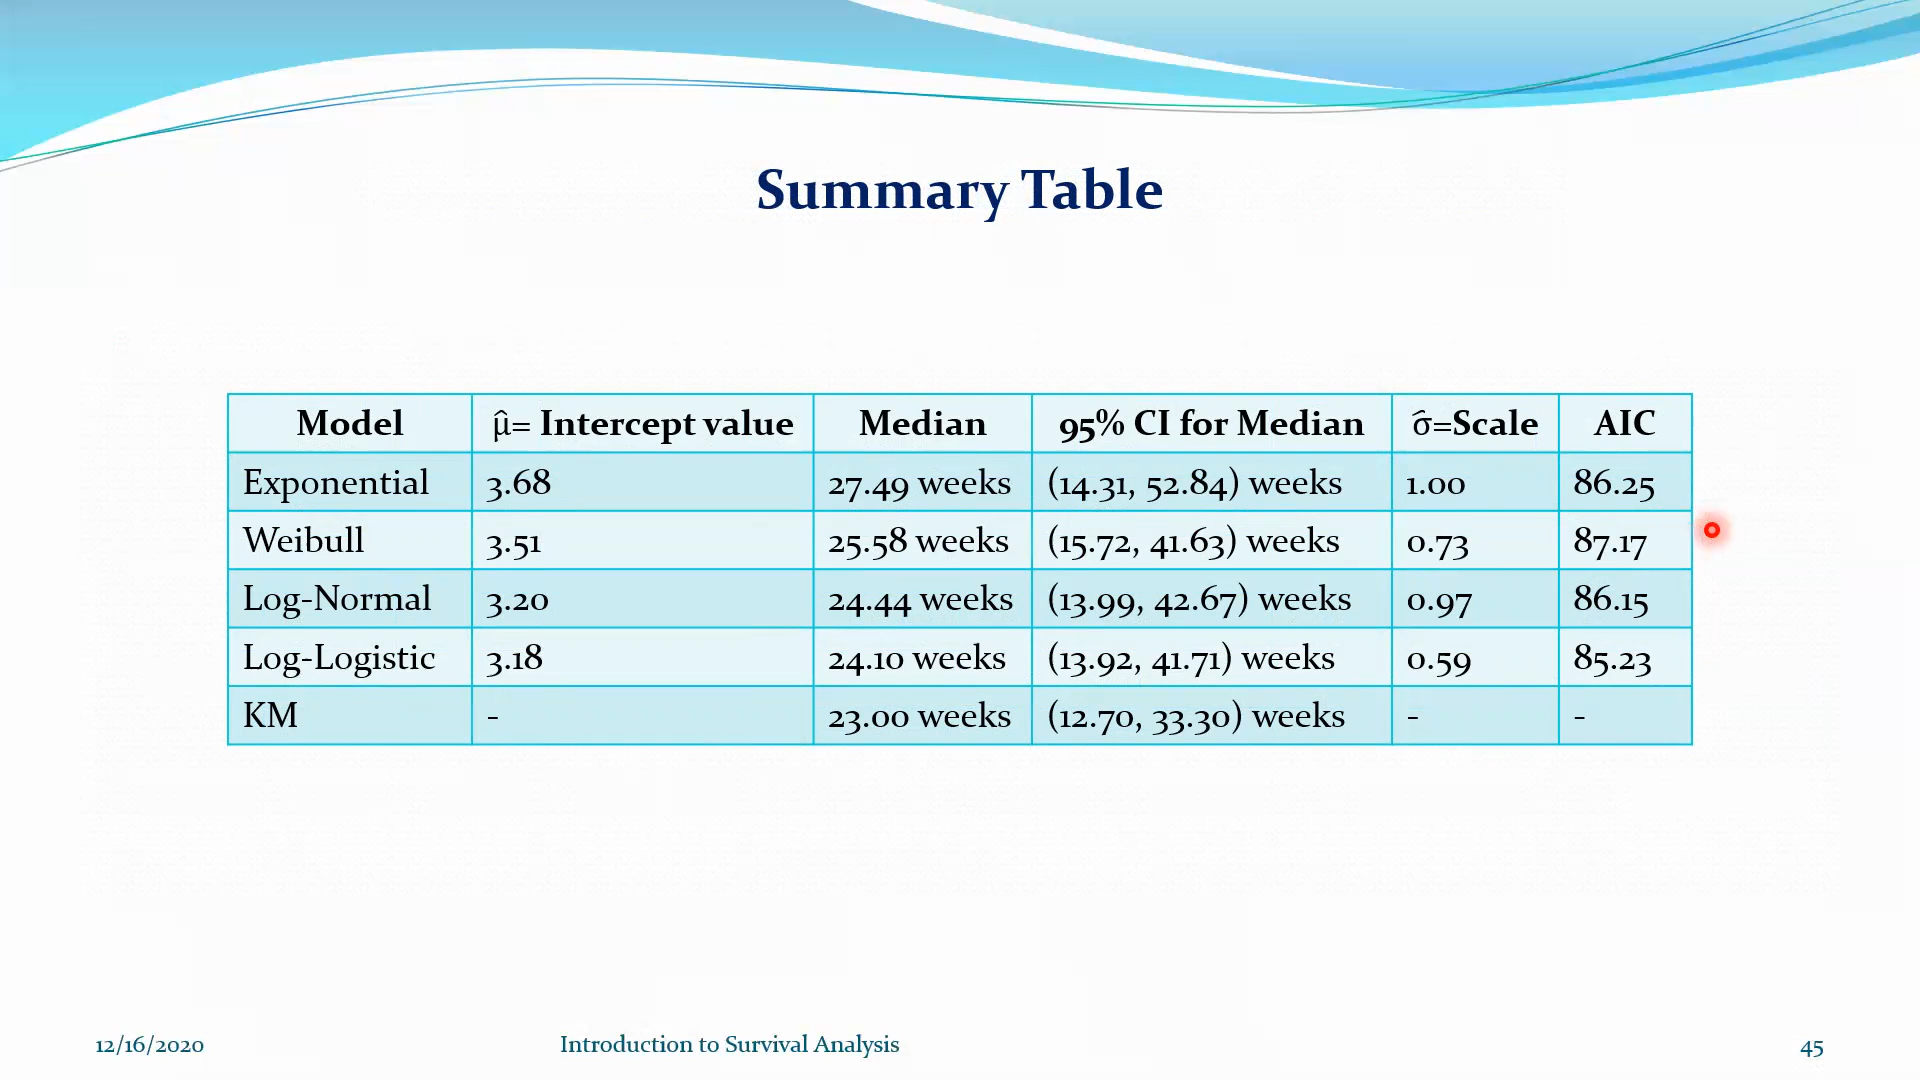 Summary Table
Model μ̂= Intercept value Median 95% CI for Median σ̂=Scale AIC
Exponential 3.68 27.49 weeks (14.31, 52.84) weeks 1.00 86.25
Weibull 3.51 25.58 weeks (15.72, 41.63) weeks 0.73 87.17
Log-Normal 3.20 24.44 weeks (13.99, 42.67) weeks 0.97 86.15
Log-Logistic 3.18 24.10 weeks (13.92, 41.71) weeks 0.59 85.23
KM - 23.00 weeks (12.70, 33.30) weeks - -
12/16/2020 Introduction to Survival Analysis 45